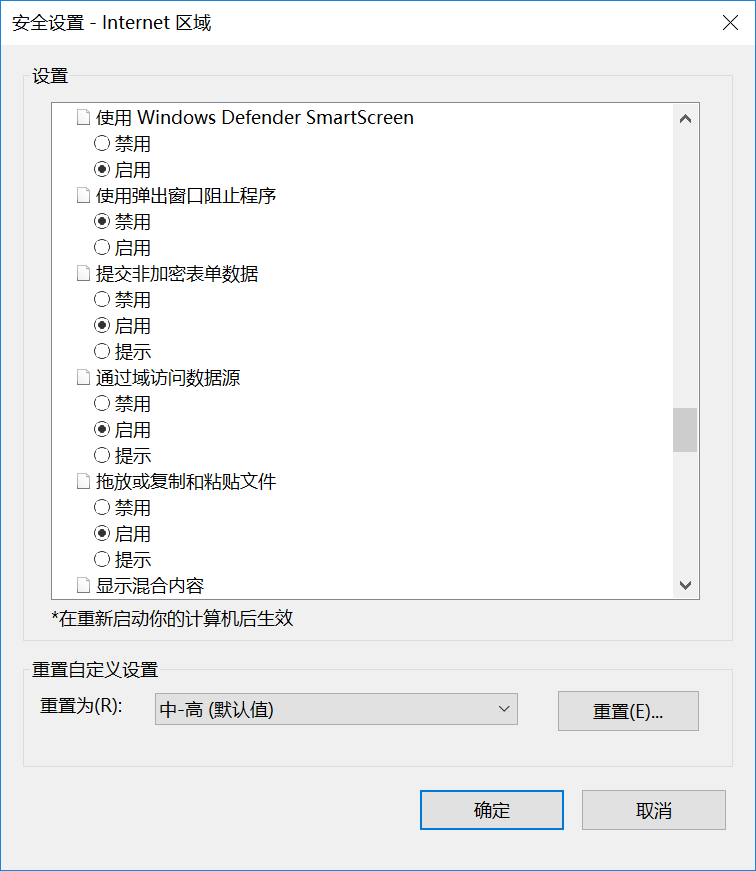 安全设置 - Internet 区域
设置
使用 Windows Defender SmartScreen
禁用
启用
使用弹出窗口阻止程序
禁用
启用
提交非加密表单数据
禁用
启用
提示
通过域访问数据源
禁用
启用
提示
拖放或复制和粘贴文件
禁用
启用
提示
显示混合内容
*在重新启动你的计算机后生效
重置自定义设置
重置为(R): 中-高 (默认值) 重置(E)...
确定 取消